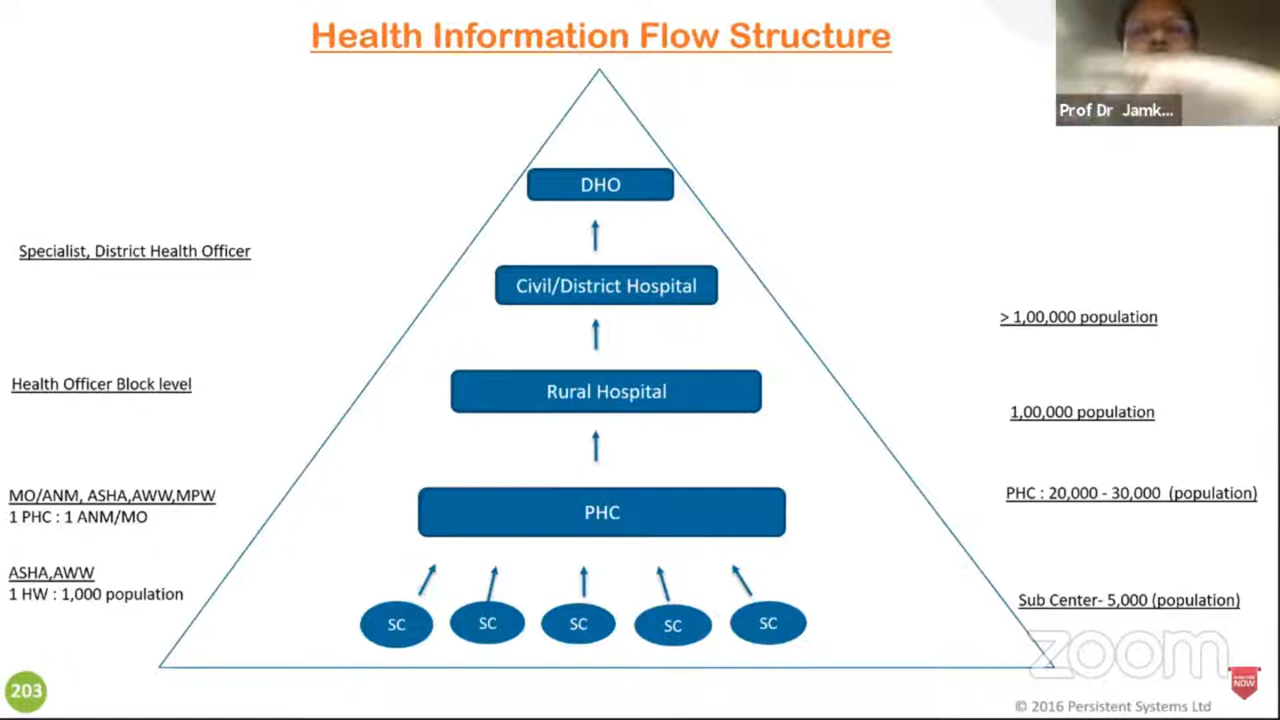 Health Information Flow Structure
Prof Dr Jamk...
DHO
Specialist, District Health Officer
Civil/District Hospital
> 1,00,000 population
Health Officer Block level
Rural Hospital
1,00,000 population
MO/ANM, ASHA,AWW,MPW
1 PHC : 1 ANM/MO
PHC
PHC : 20,000 - 30,000 (population)
ASHA,AWW
1 HW : 1,000 population
SC
SC
SC
SC
SC
Sub Center- 5,000 (population)
zoom
203
SUBSCRIBE
NOW
© 2016 Persistent Systems Ltd